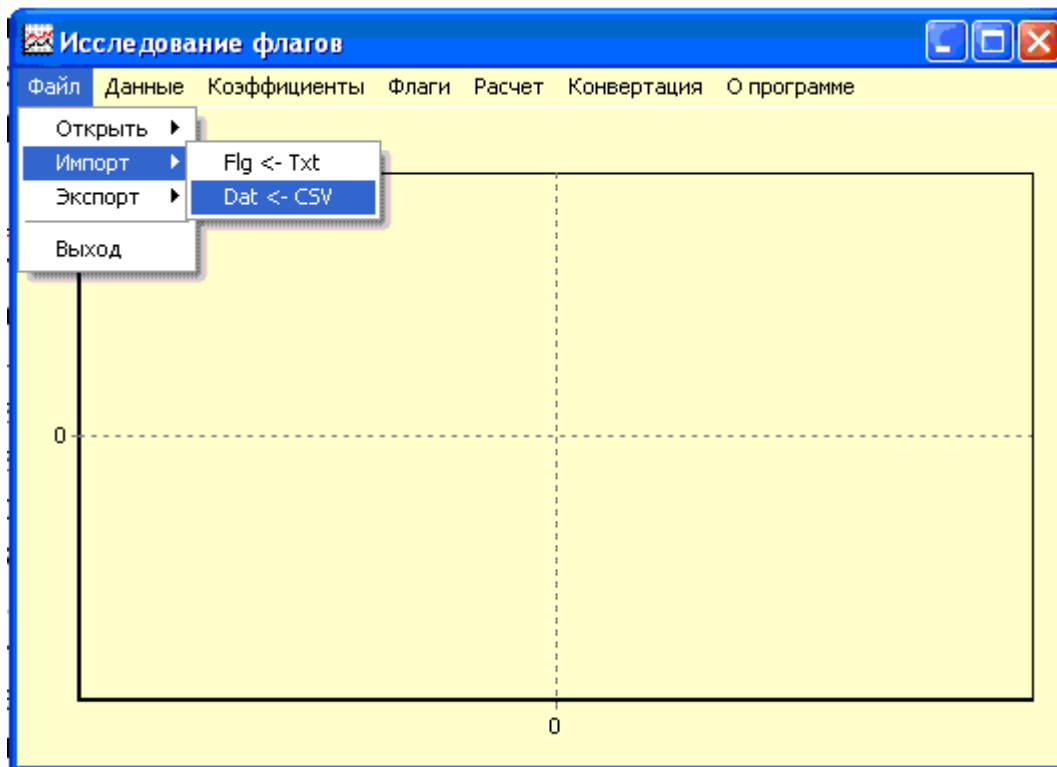 Исследование флагов
Файл Данные Коэффициенты Флаги Расчет Конвертация О программе
Открыть
Импорт
Экспорт
Выход
Flg <- Txt
Dat <- CSV
0
0